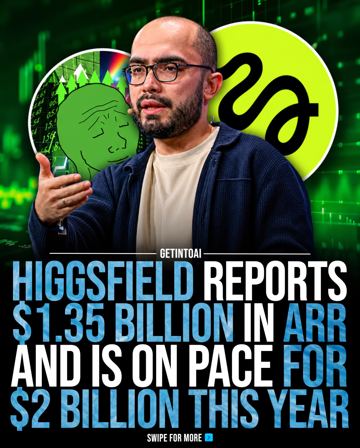 GETINTOAI
HIGGSFIELD REPORTS
$1.35 BILLION IN ARR
AND IS ON PACE FOR
$2 BILLION THIS YEAR
SWIPE FOR MORE